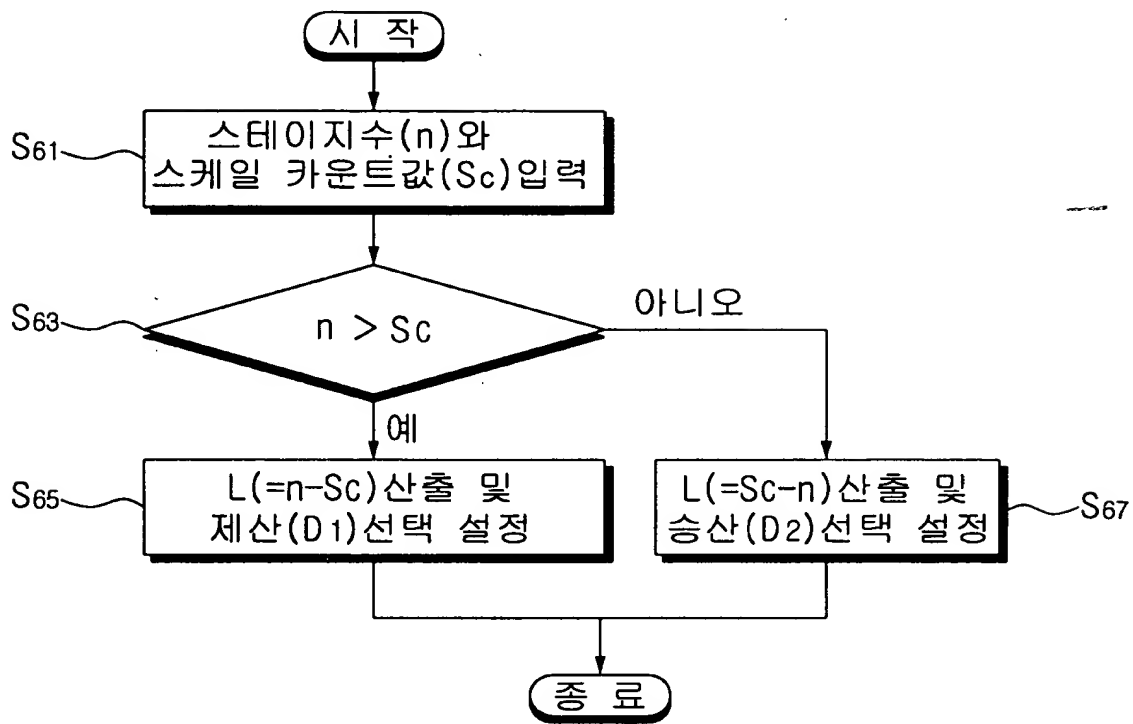 시 작
S61
스테이지수(n)와
스케일 카운트값(Sc)입력
S63
n > Sc
아니오
예
S65
L(=n-Sc)산출 및
제산(D1)선택 설정
L(=Sc-n)산출 및
승산(D2)선택 설정
S67
종 료